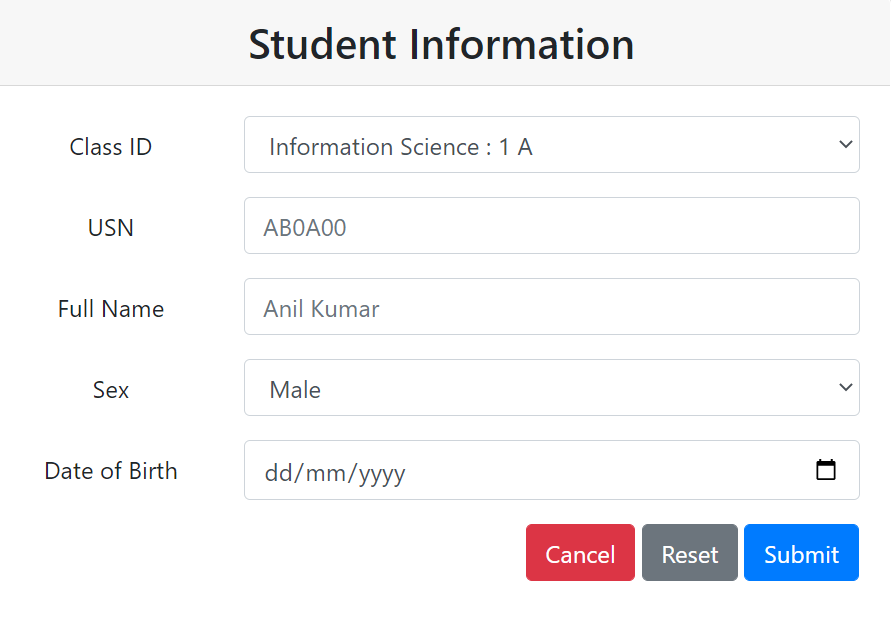 Student Information
Class ID Information Science : 1 A
USN AB0A00
Full Name Anil Kumar
Sex Male
Date of Birth dd/mm/yyyy
Cancel Reset Submit